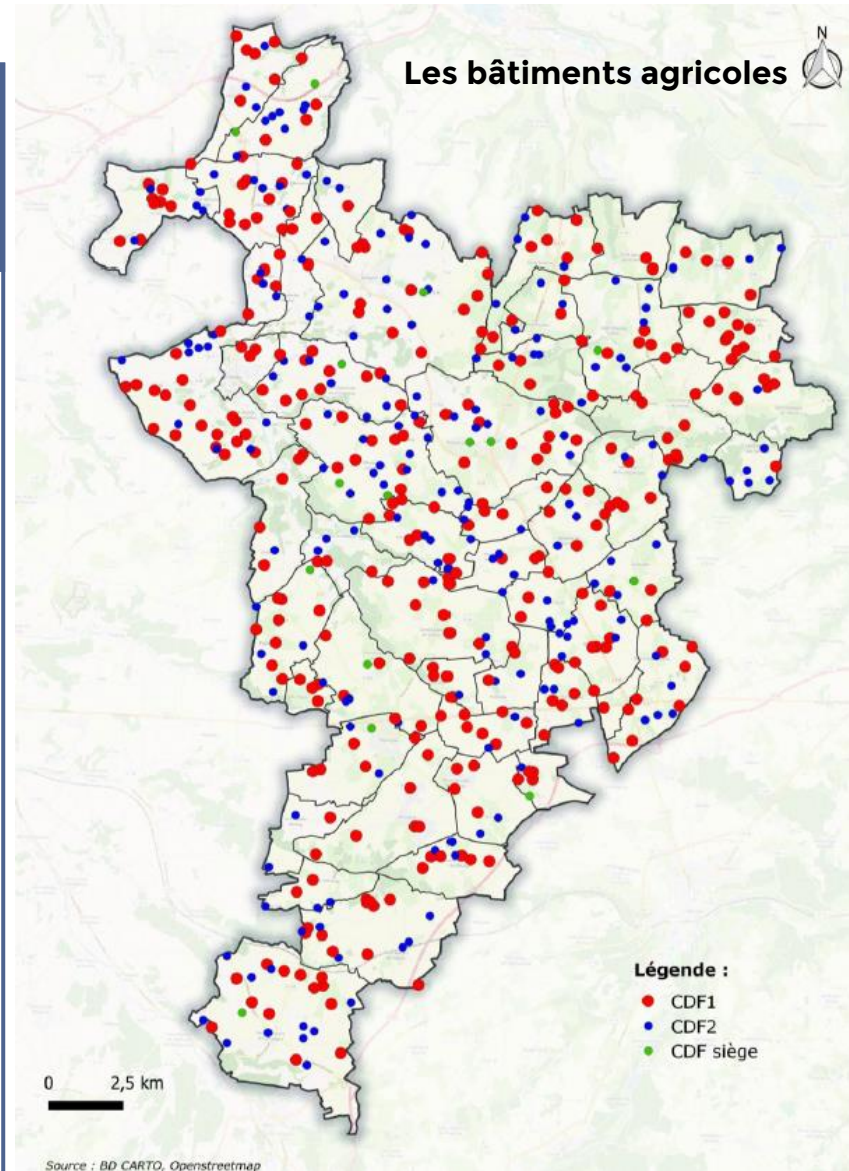 Les bâtiments agricoles
N
Légende :
CDF1
CDF2
CDF siège
0 2,5 km
Source : BD CARTO, Openstreetmap